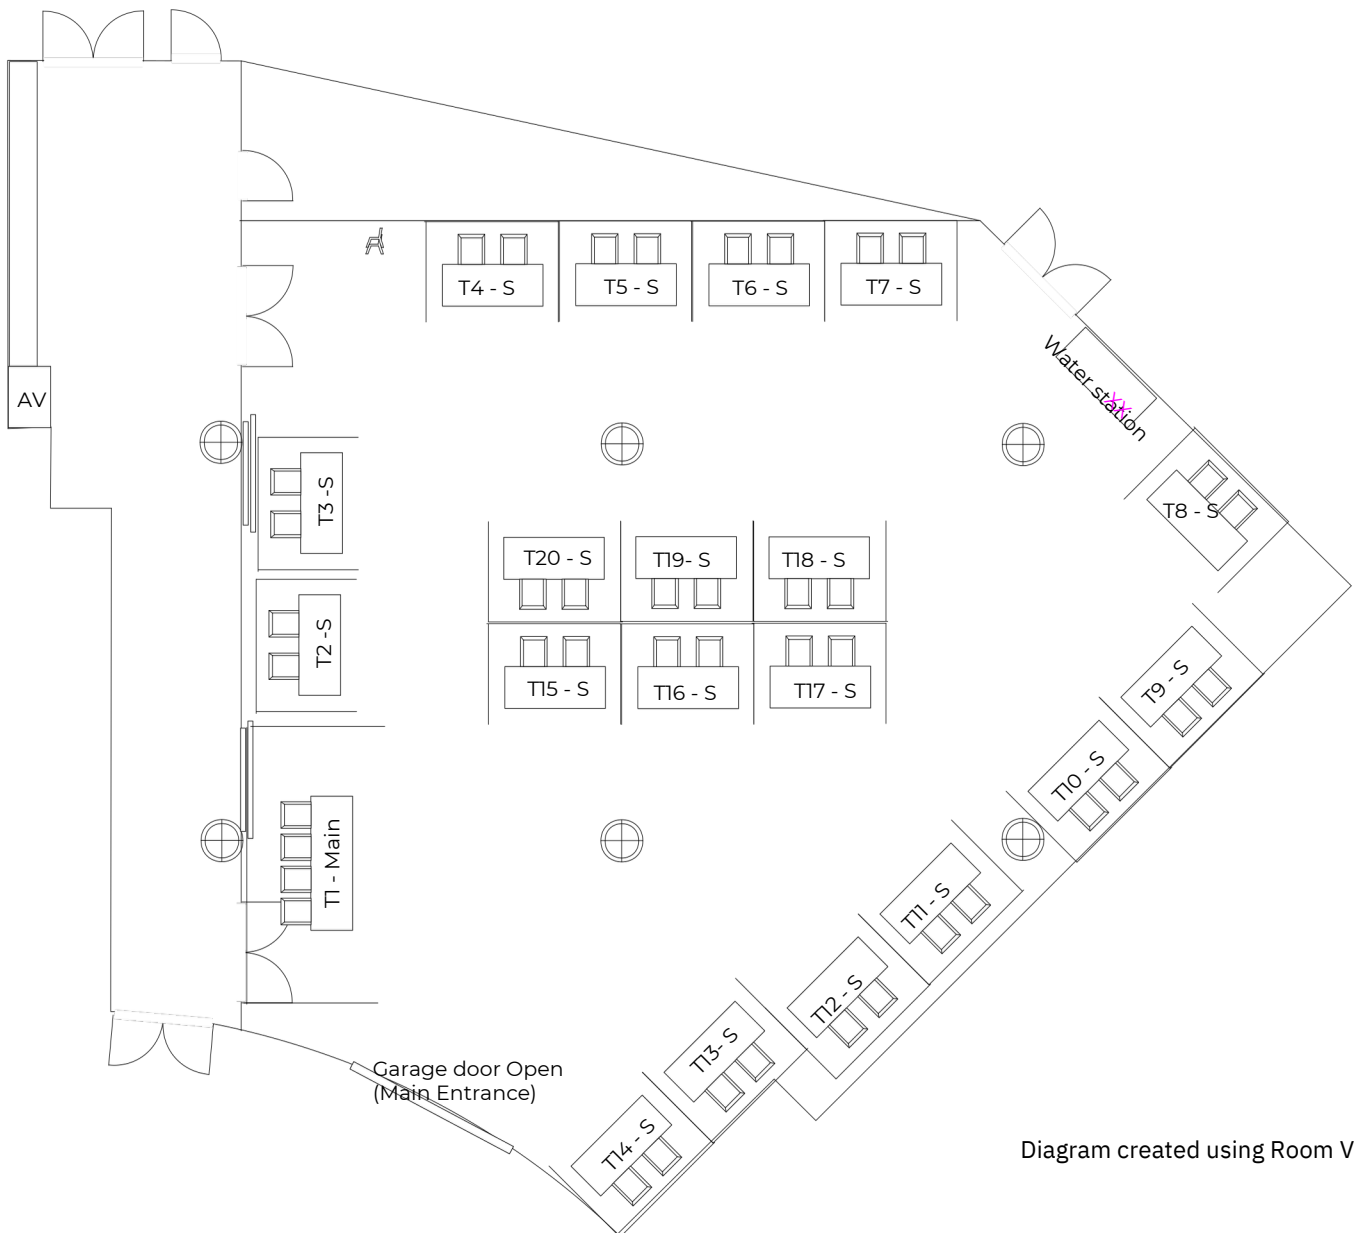 T4 - S
T5 - S
T6 - S
T7 - S
Water station
XX
AV
T3 -S
T8 - S
T20 - S
T19- S
T18 - S
T2 -S
T15 - S
T16 - S
T17 - S
T9 - S
T10 - S
T1 - Main
T11 - S
T12 - S
T13- S
Garage door Open
(Main Entrance)
T14 - S
Diagram created using Room V